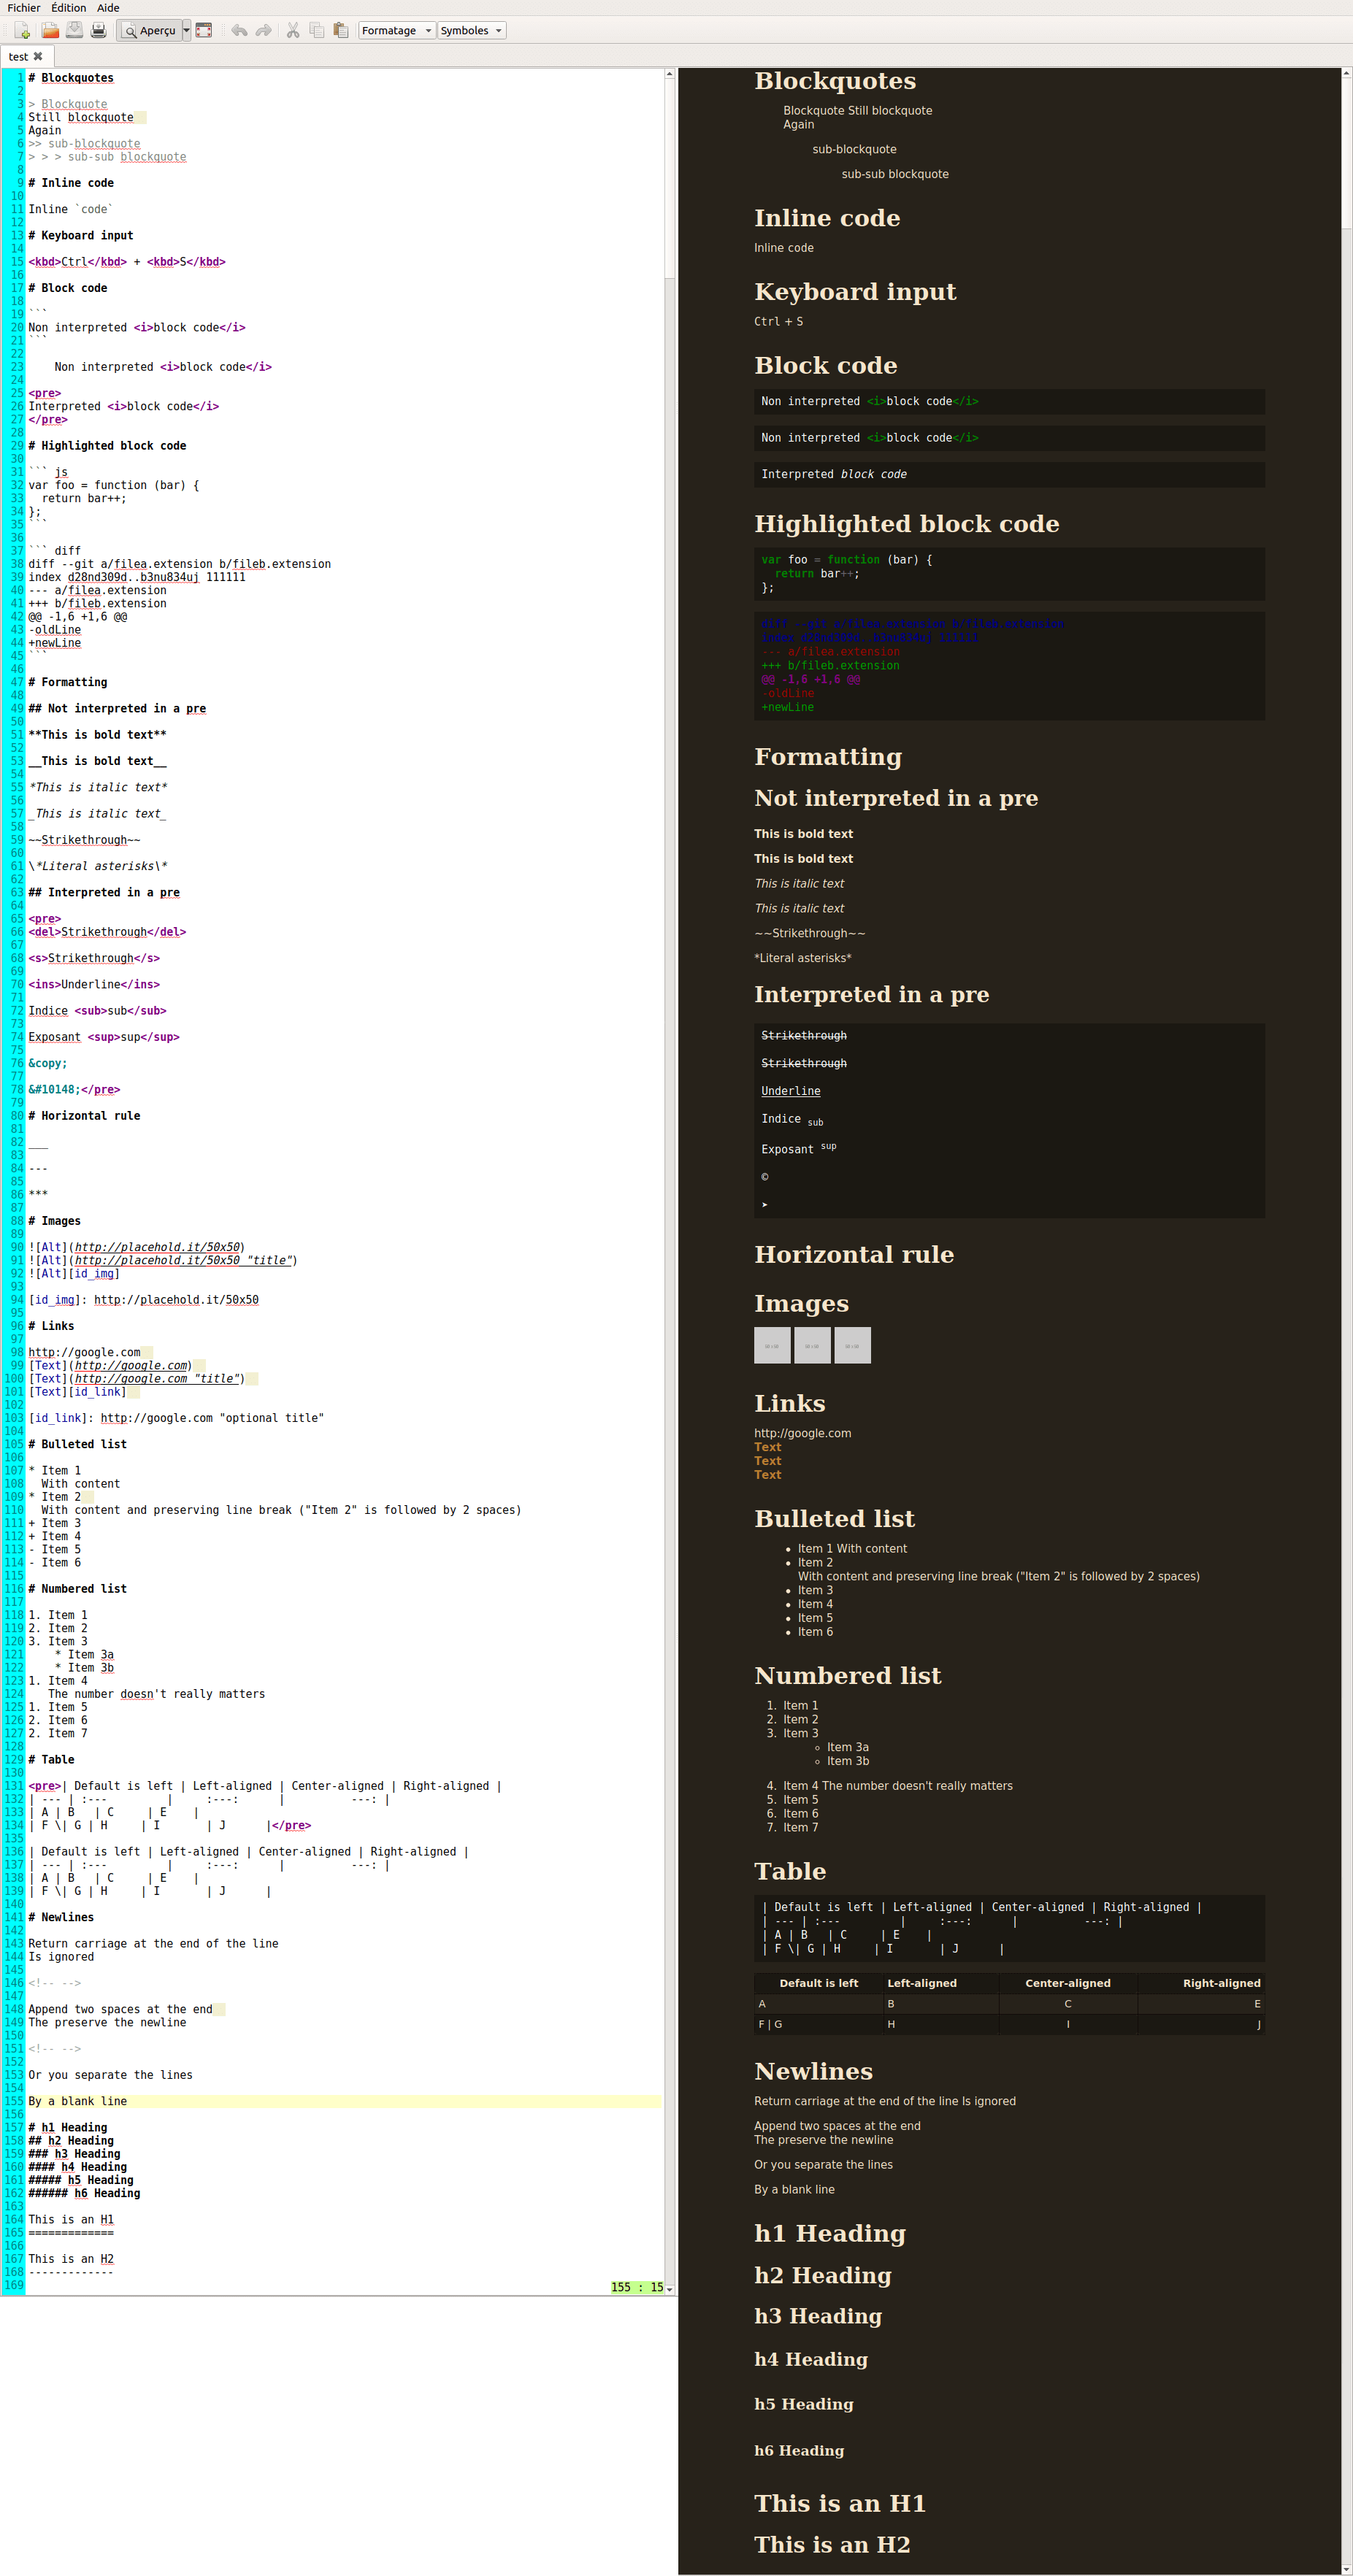 Fichier Édition Aide
Aperçu Formatage Symboles
test
1 # Blockquotes
2
3 > Blockquote
4 Still blockquote
5 Again
6 >> sub-blockquote
7 > > > sub-sub blockquote
8
9 # Inline code
10
11 Inline `code`
12
13 # Keyboard input
14
15 <kbd>Ctrl</kbd> + <kbd>S</kbd>
16
17 # Block code
18
19 ```
20 Non interpreted <i>block code</i>
21 ```
22
23     Non interpreted <i>block code</i>
24
25 <pre>
26 Interpreted <i>block code</i>
27 </pre>
28
29 # Highlighted block code
30
31 ``` js
32 var foo = function (bar) {
33   return bar++;
34 };
35 ```
36
37 ``` diff
38 diff --git a/filea.extension b/fileb.extension
39 index d28nd309d..b3nu834uj 111111
40 --- a/filea.extension
41 +++ b/fileb.extension
42 @@ -1,6 +1,6 @@
43 -oldLine
44 +newLine
45 ```
46
47 # Formatting
48
49 ## Not interpreted in a pre
50
51 **This is bold text**
52
53 __This is bold text__
54
55 *This is italic text*
56
57 _This is italic text_
58
59 ~~Strikethrough~~
60
61 \*Literal asterisks\*
62
63 ## Interpreted in a pre
64
65 <pre>
66 <del>Strikethrough</del>
67
68 <s>Strikethrough</s>
69
70 <ins>Underline</ins>
71
72 Indice <sub>sub</sub>
73
74 Exposant <sup>sup</sup>
75
76 &copy;
77
78 &#10148;</pre>
79
80 # Horizontal rule
81
82 ___
83
84 ---
85
86 ***
87
88 # Images
89
90 ![Alt](http://placehold.it/50x50)
91 ![Alt](http://placehold.it/50x50 "title")
92 ![Alt][id_img]
93
94 [id_img]: http://placehold.it/50x50
95
96 # Links
97
98 http://google.com
99 [Text](http://google.com)
100 [Text](http://google.com "title")
101 [Text][id_link]
102
103 [id_link]: http://google.com "optional title"
104
105 # Bulleted list
106
107 * Item 1
108   With content
109 * Item 2
110   With content and preserving line break ("Item 2" is followed by 2 spaces)
111 + Item 3
112 + Item 4
113 - Item 5
114 - Item 6
115
116 # Numbered list
117
118 1. Item 1
119 2. Item 2
120 3. Item 3
121     * Item 3a
122     * Item 3b
123 1. Item 4
124    The number doesn't really matters
125 1. Item 5
126 2. Item 6
127 2. Item 7
128
129 # Table
130
131 <pre>| Default is left | Left-aligned | Center-aligned | Right-aligned |
132 | --- | :---         |     :---:      |          ---: |
133 | A | B   | C     | E    |
134 | F \| G | H     | I       | J      |</pre>
135
136 | Default is left | Left-aligned | Center-aligned | Right-aligned |
137 | --- | :---         |     :---:      |          ---: |
138 | A | B   | C     | E    |
139 | F \| G | H     | I       | J      |
140
141 # Newlines
142
143 Return carriage at the end of the line
144 Is ignored
145
146 <!-- -->
147
148 Append two spaces at the end
149 The preserve the newline
150
151 <!-- -->
152
153 Or you separate the lines
154
155 By a blank line
156
157 # h1 Heading
158 ## h2 Heading
159 ### h3 Heading
160 #### h4 Heading
161 ##### h5 Heading
162 ###### h6 Heading
163
164 This is an H1
165 =============
166
167 This is an H2
168 -------------
169
155 : 15
Blockquotes
Blockquote Still blockquote
Again
sub-blockquote
sub-sub blockquote
Inline code
Inline code
Keyboard input
Ctrl + S
Block code
Non interpreted <i>block code</i>
Non interpreted <i>block code</i>
Interpreted block code
Highlighted block code
var foo = function (bar) {
  return bar++;
};
diff --git a/filea.extension b/fileb.extension
index d28nd309d..b3nu834uj 111111
--- a/filea.extension
+++ b/fileb.extension
@@ -1,6 +1,6 @@
-oldLine
+newLine
Formatting
Not interpreted in a pre
This is bold text
This is bold text
This is italic text
This is italic text
~~Strikethrough~~
*Literal asterisks*
Interpreted in a pre
Strikethrough
Strikethrough
Underline
Indice sub
Exposant sup
©
➤
Horizontal rule
Images
Links
http://google.com
Text
Text
Text
Bulleted list
• Item 1 With content
• Item 2
With content and preserving line break ("Item 2" is followed by 2 spaces)
• Item 3
• Item 4
• Item 5
• Item 6
Numbered list
1. Item 1
2. Item 2
3. Item 3
◦ Item 3a
◦ Item 3b
4. Item 4 The number doesn't really matters
5. Item 5
6. Item 6
7. Item 7
Table
| Default is left | Left-aligned | Center-aligned | Right-aligned |
| --- | :---         |     :---:      |          ---: |
| A | B   | C     | E    |
| F \| G | H     | I       | J      |
Default is left Left-aligned Center-aligned Right-aligned
A B C E
F | G H I J
Newlines
Return carriage at the end of the line Is ignored
Append two spaces at the end
The preserve the newline
Or you separate the lines
By a blank line
h1 Heading
h2 Heading
h3 Heading
h4 Heading
h5 Heading
h6 Heading
This is an H1
This is an H2